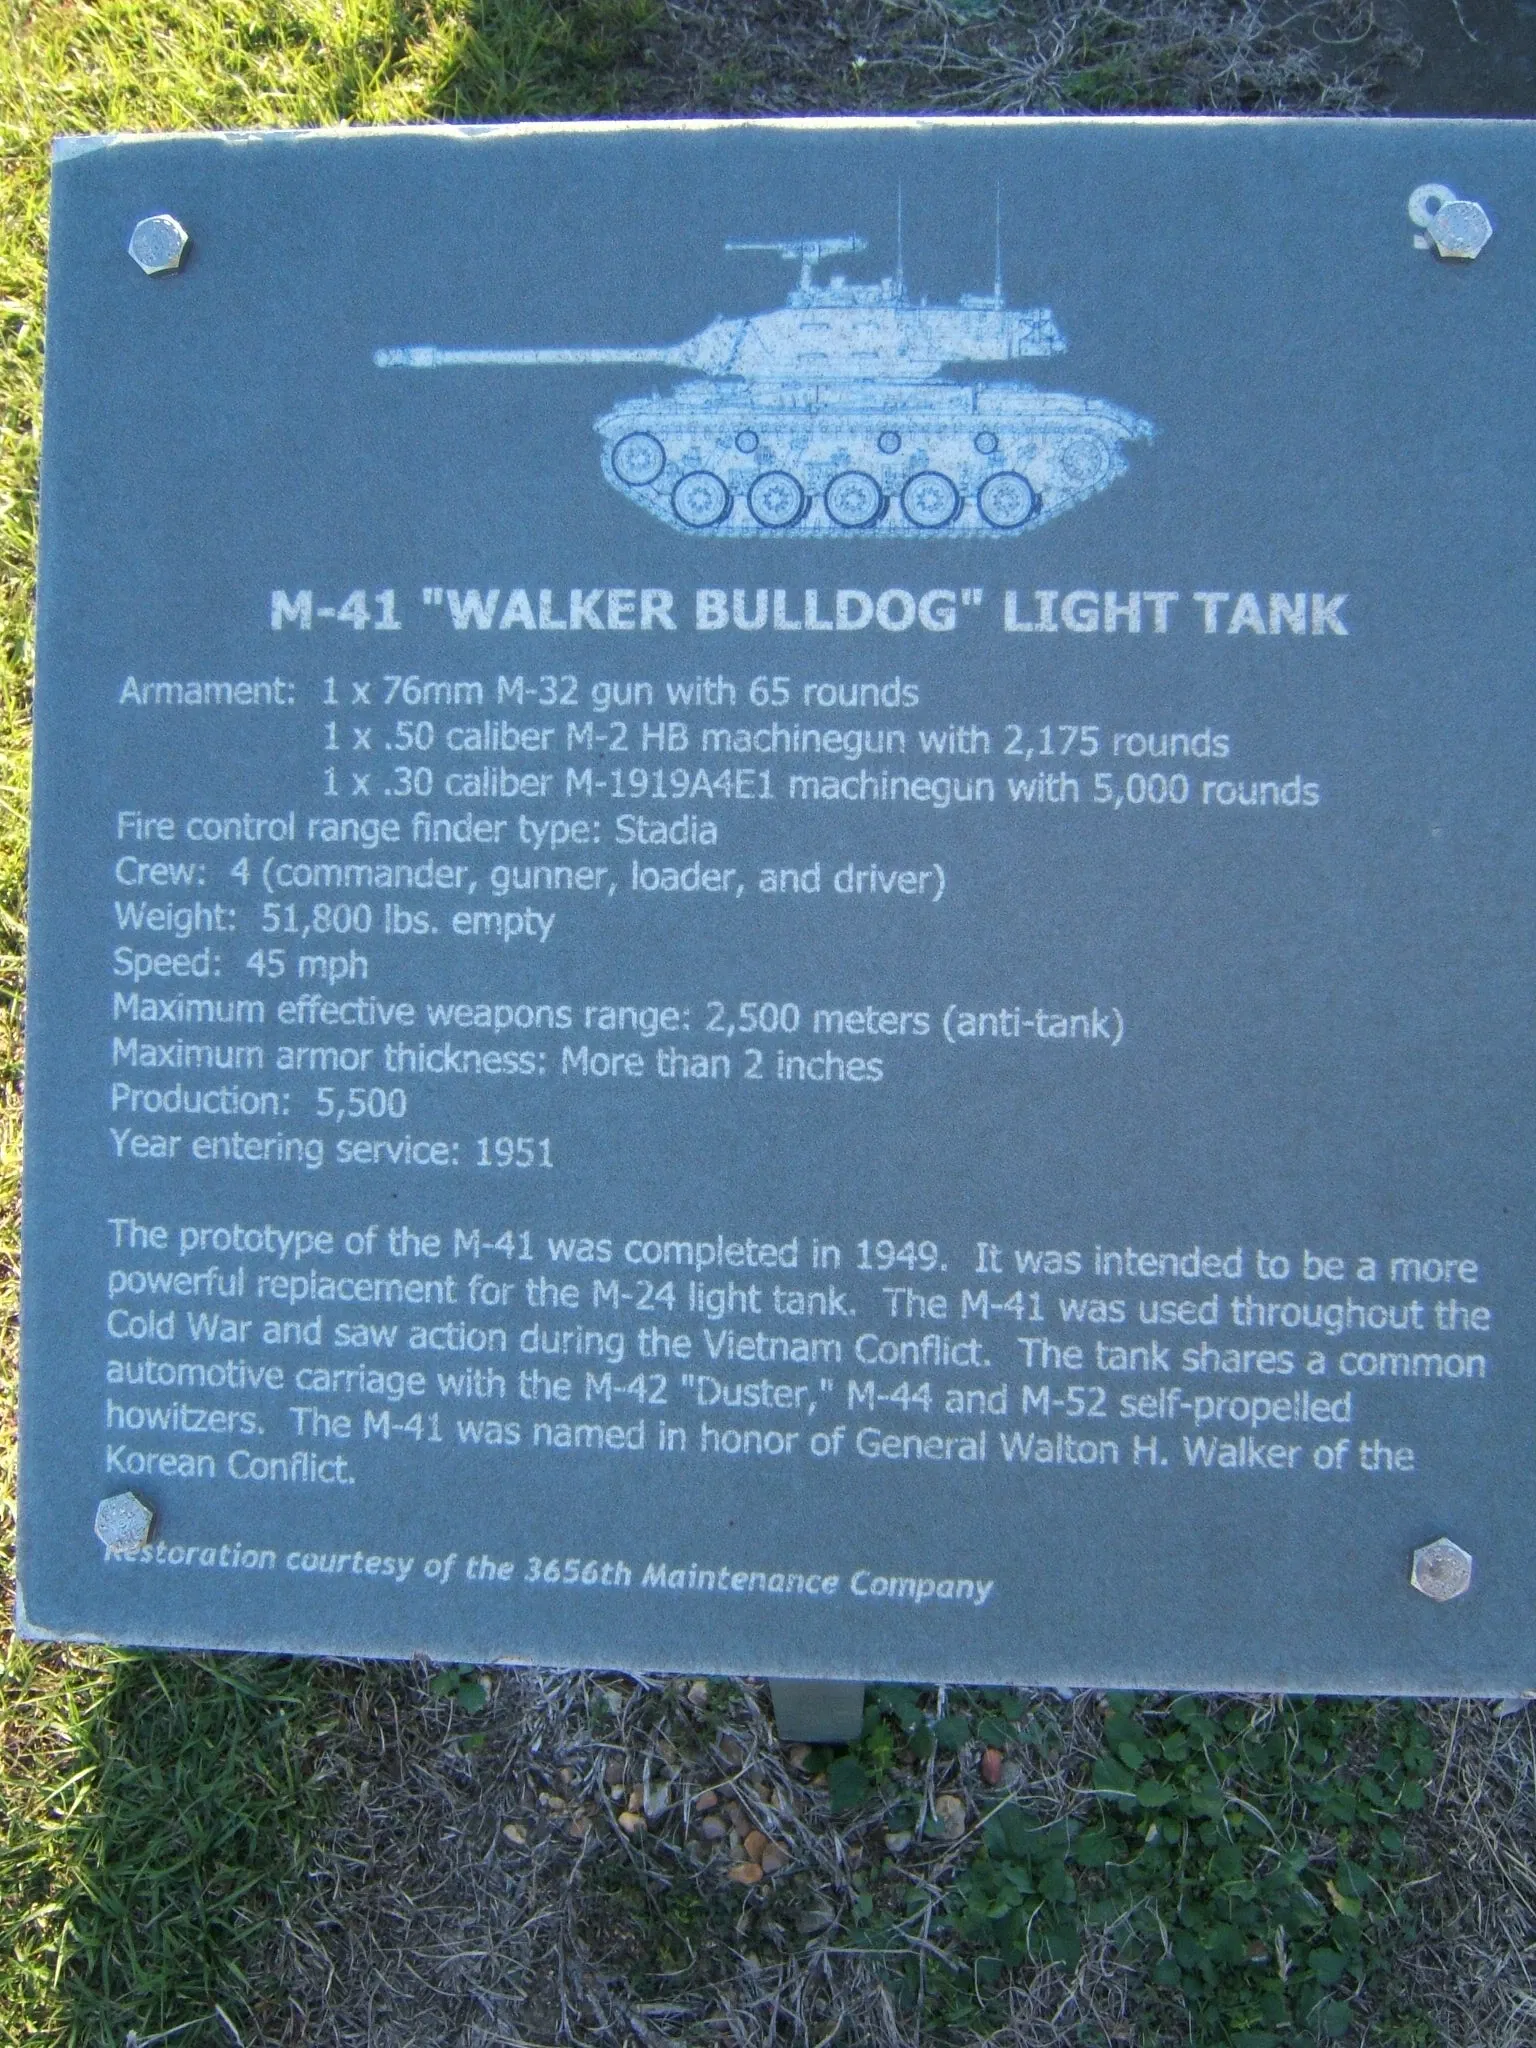 9
M-41 "WALKER BULLDOG" LIGHT TANK
Armament: 1 x 76mm M-32 gun with 65 rounds
1 x .50 caliber M-2 HB machinegun with 2,175 rounds
1 x .30 caliber M-1919A4E1 machinegun with 5,000 rounds
Fire control range finder type: Stadia
Crew: 4 (commander, gunner, loader, and driver)
Weight: 51,800 lbs. empty
Speed: 45 mph
Maximum effective weapons range: 2,500 meters (anti-tank)
Maximum armor thickness: More than 2 inches
Production: 5,500
Year entering service: 1951
The prototype of the M-41 was completed in 1949. It was intended to be a more
powerful replacement for the M-24 light tank. The M-41 was used throughout the
Cold War and saw action during the Vietnam Conflict. The tank shares a common
automotive carriage with the M-42 "Duster," M-44 and M-52 self-propelled
howitzers. The M-41 was named in honor of General Walton H. Walker of the
Korean Conflict.
Restoration courtesy of the 3656th Maintenance Company